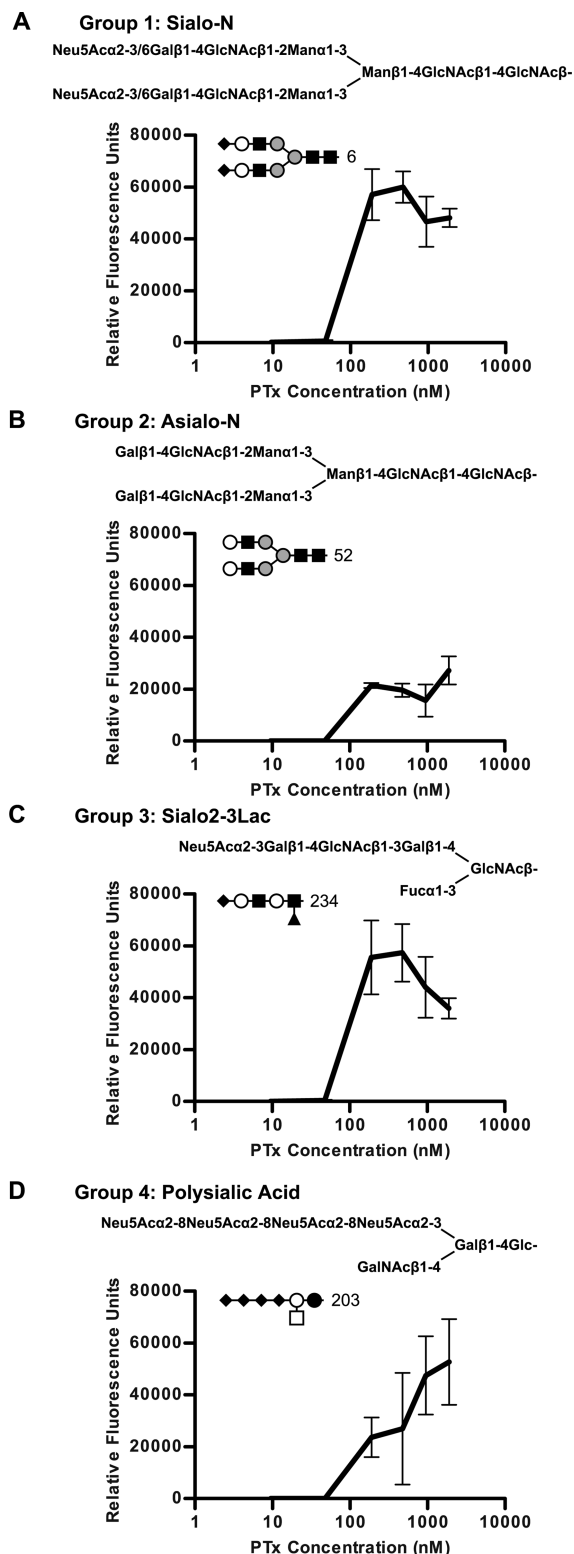 A Group 1: Sialo-N
Neu5Acα2-3/6Galβ1-4GlcNAcβ1-2Manα1-3
Manβ1-4GlcNAcβ1-4GlcNAcβ-
Neu5Acα2-3/6Galβ1-4GlcNAcβ1-2Manα1-3
Relative Fluorescence Units
80000
60000
40000
20000
0
6
1 10 100 1000 10000
PTx Concentration (nM)
B Group 2: Asialo-N
Galβ1-4GlcNAcβ1-2Manα1-3
Manβ1-4GlcNAcβ1-4GlcNAcβ-
Galβ1-4GlcNAcβ1-2Manα1-3
Relative Fluorescence Units
80000
60000
40000
20000
0
52
1 10 100 1000 10000
PTx Concentration (nM)
C Group 3: Sialo2-3Lac
Neu5Acα2-3Galβ1-4GlcNAcβ1-3Galβ1-4
GlcNAcβ-
Fucα1-3
Relative Fluorescence Units
80000
60000
40000
20000
0
234
1 10 100 1000 10000
PTx Concentration (nM)
D Group 4: Polysialic Acid
Neu5Acα2-8Neu5Acα2-8Neu5Acα2-8Neu5Acα2-3
Galβ1-4Glc-
GalNAcβ1-4
Relative Fluorescence Units
80000
60000
40000
20000
0
203
1 10 100 1000 10000
PTx Concentration (nM)